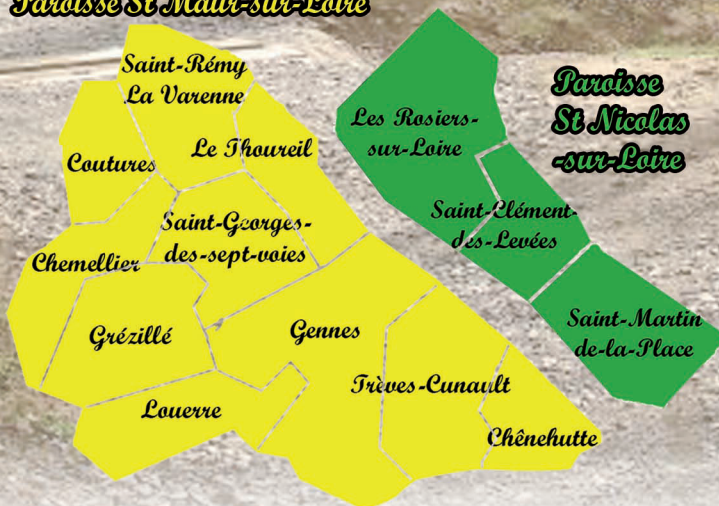 Paroisse St Maur-sur-Loire
Saint-Rémy
La Varenne
Coutures
Le Thoureil
Saint-Georges-
des-sept-voies
Chemellier
Grézillé
Gennes
Louerre
Trèves-Cunault
Chênehutte
Paroisse
St Nicolas
-sur-Loire
Les Rosiers-
sur-Loire
Saint-Clément-
des-Levées
Saint-Martin
de-la-Place